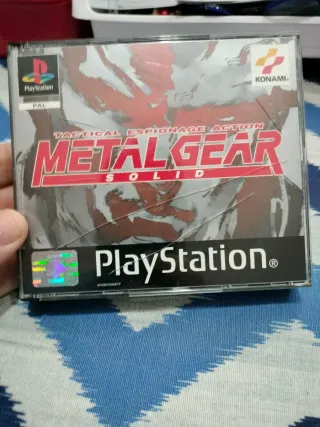 PlayStation
PAL
KONAMI
TACTICAL ESPIONAGE ACTION
METAL GEAR
SOLID
PlayStation®